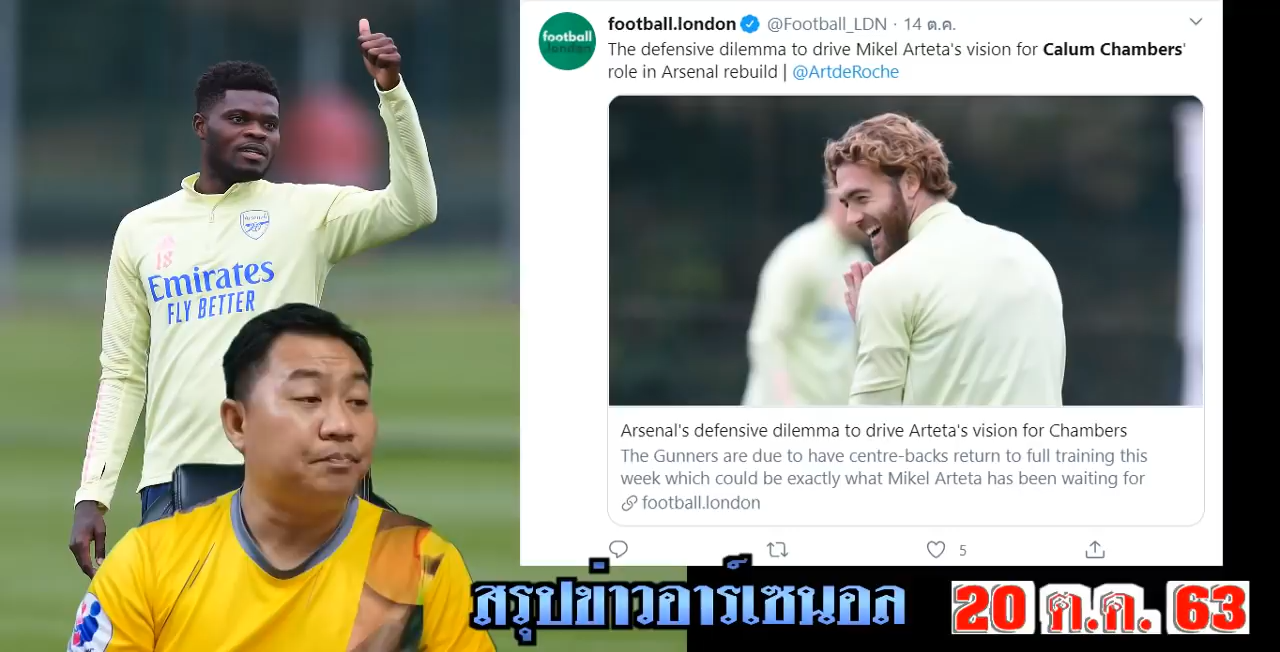 football.london @Football_LDN · 14 ต.ค.
The defensive dilemma to drive Mikel Arteta's vision for Calum Chambers'
role in Arsenal rebuild | @ArtdeRoche
football
london
Arsenal
18
Emirates
FLY BETTER
Arsenal's defensive dilemma to drive Arteta's vision for Chambers
The Gunners are due to have centre-backs return to full training this
week which could be exactly what Mikel Arteta has been waiting for
football.london
5
สรุปข่าวอาร์เซนอล 20 ต.ค. 63